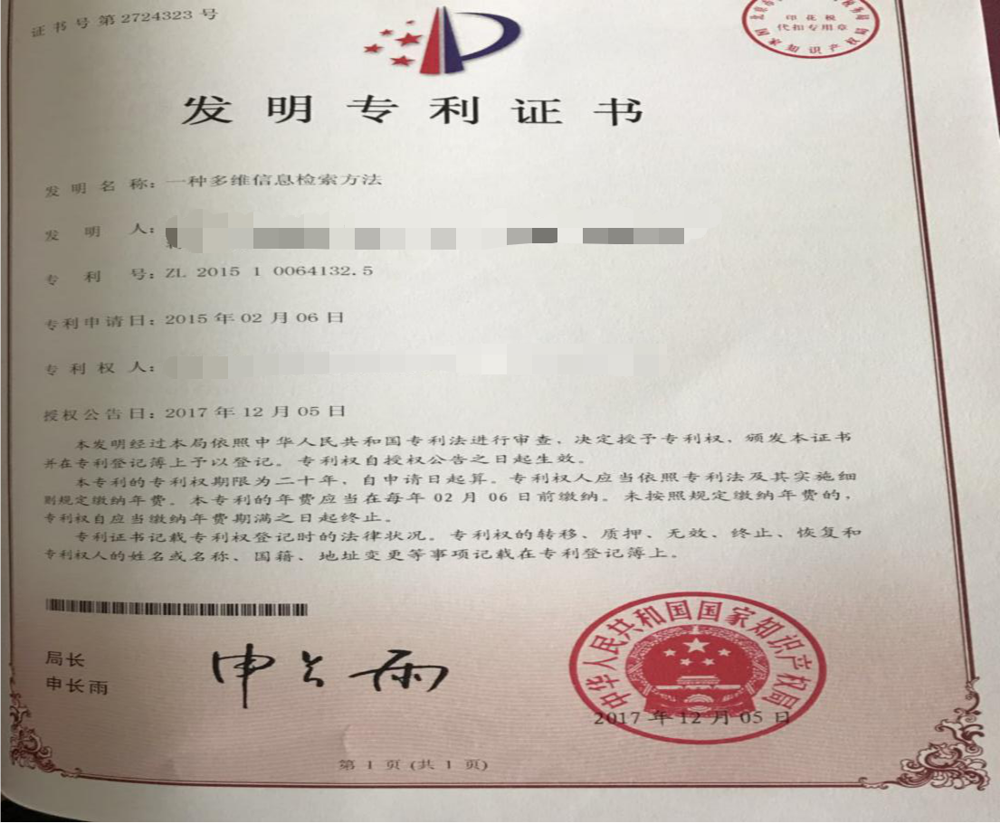 证书号第2724323号
印花税
代扣专用章
国家知识产权局
发明专利证书
发明名称：一种多维信息检索方法
发明人：
专利号：ZL 2015 1 0064132.5
专利申请日：2015年02月06日
专利权人：
授权公告日：2017年12月05日
本发明经过本局依照中华人民共和国专利法进行审查，决定授予专利权，颁发本证书
并在专利登记簿上予以登记。专利权自授权公告之日起生效。
本专利的专利权期限为二十年，自申请日起算。专利权人应当依照专利法及其实施细
则规定缴纳年费。本专利的年费应当在每年02月06日前缴纳。未按照规定缴纳年费的，
专利权自应当缴纳年费期满之日起终止。
专利证书记载专利权登记时的法律状况。专利权的转移、质押、无效、终止、恢复和
专利权人的姓名或名称、国籍、地址变更等事项记载在专利登记簿上。
局长
申长雨
申长雨
中华人民共和国国家知识产权局
2017年12月05日
第1页(共1页)